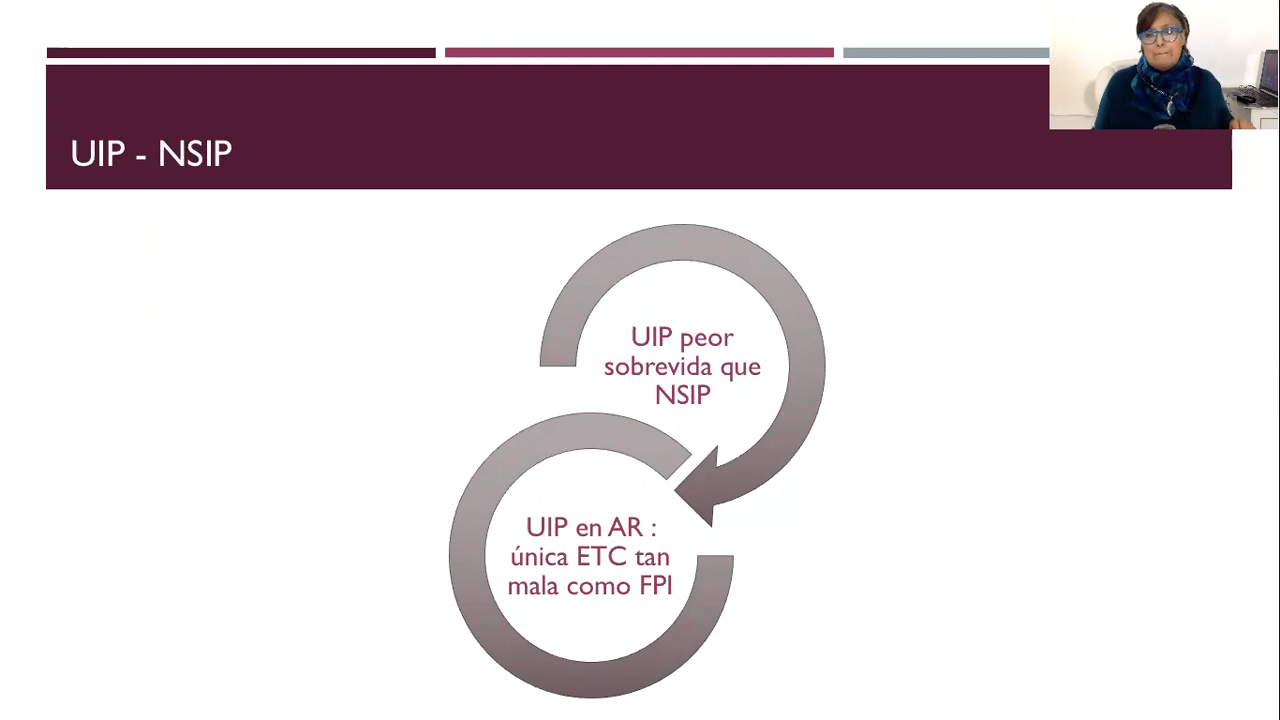 UIP - NSIP
UIP peor
sobrevida que
NSIP
UIP en AR :
única ETC tan
mala como FPI